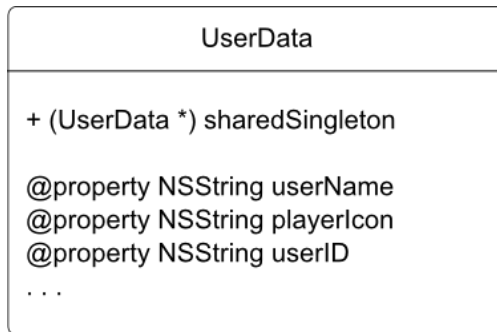 UserData
+ (UserData *) sharedSingleton
@property NSString userName
@property NSString playerIcon
@property NSString userID
. . .